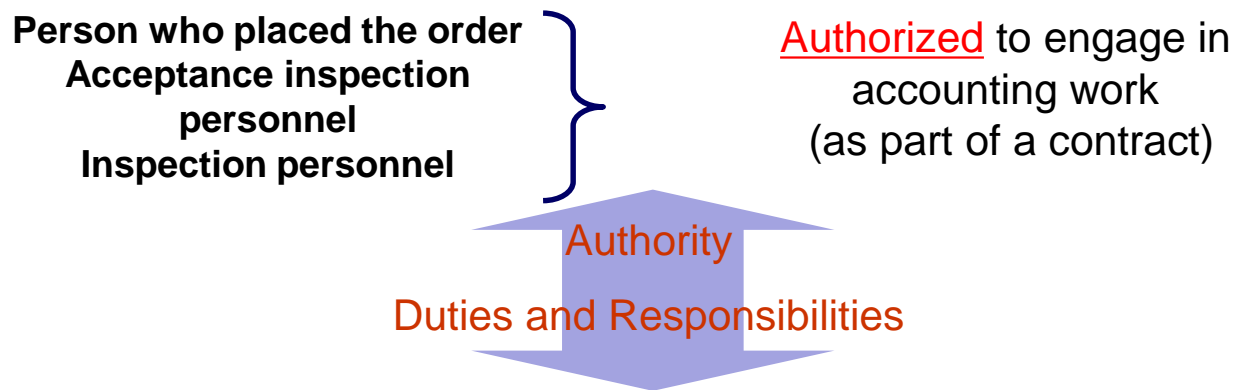 Person who placed the order
Acceptance inspection
personnel
Inspection personnel
Authorized to engage in
accounting work
(as part of a contract)
Authority
Duties and Responsibilities